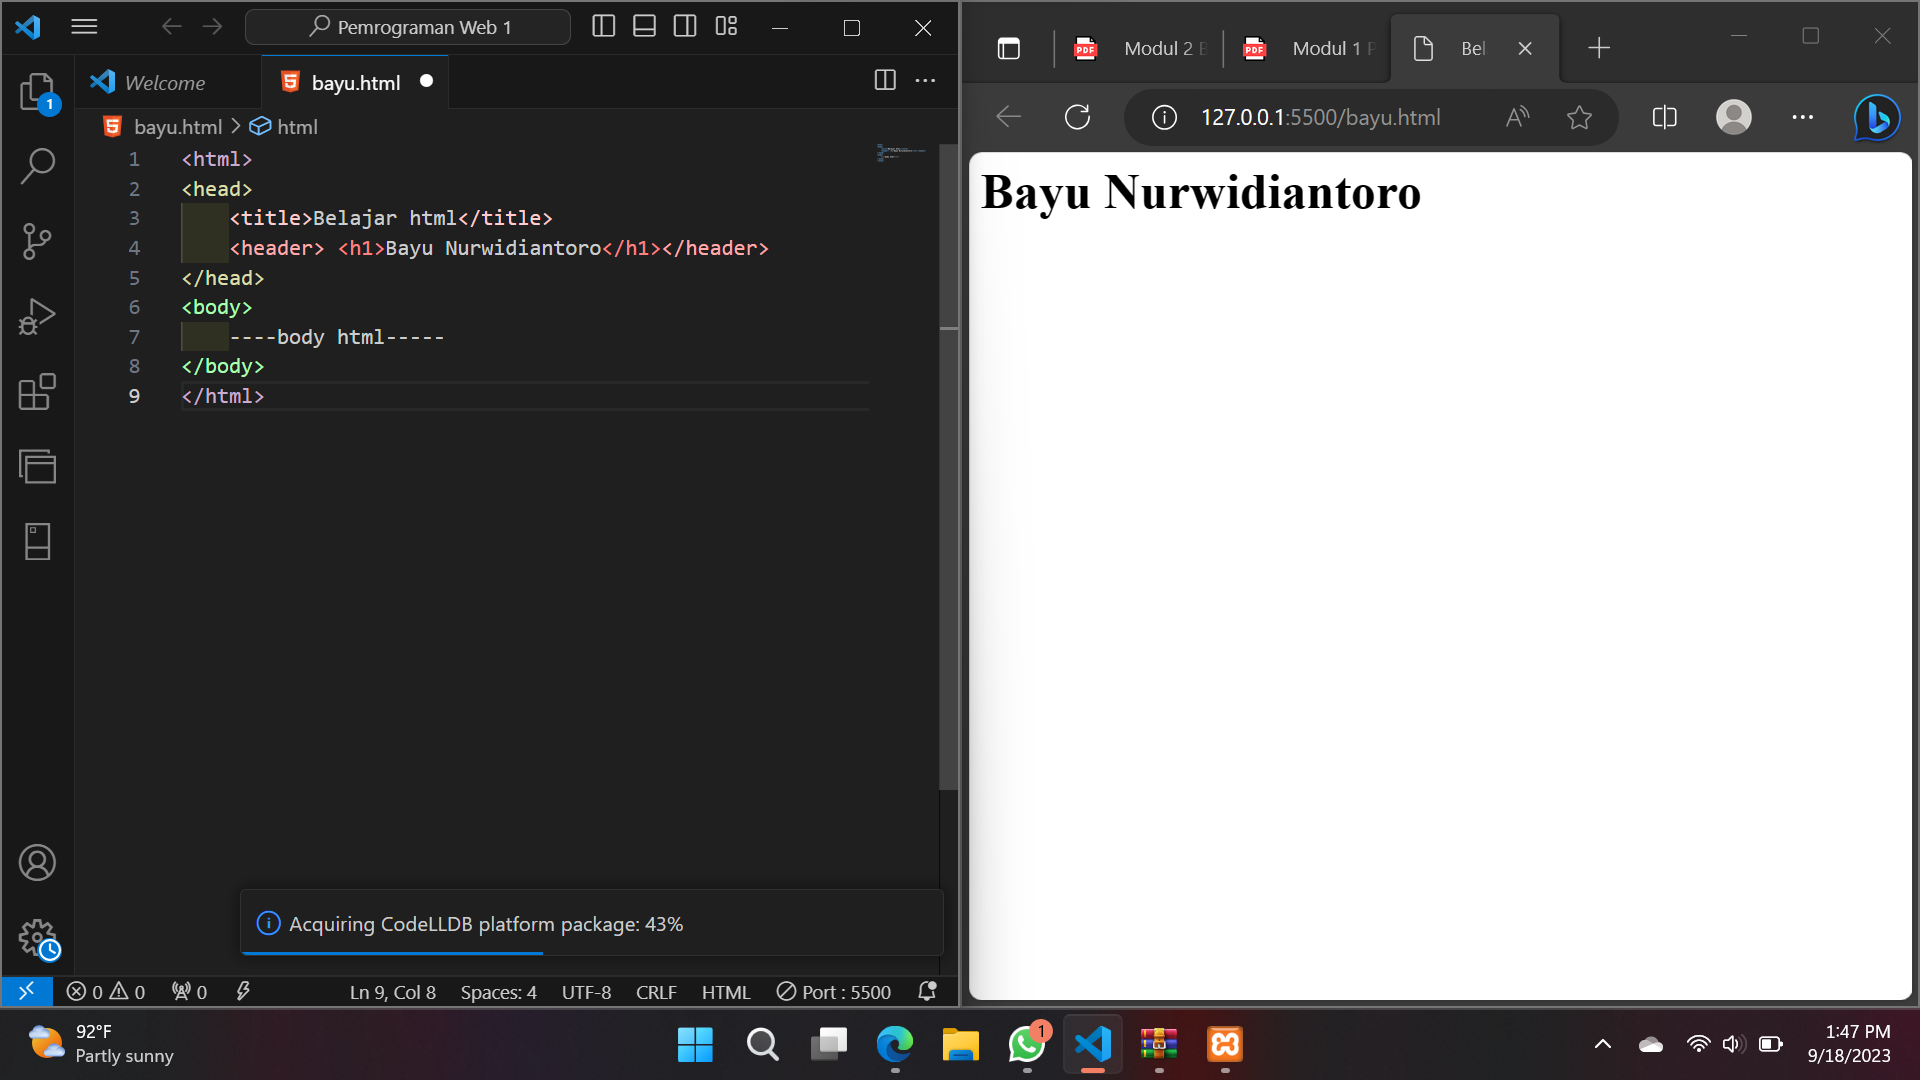 Pemrograman Web 1
Welcome
bayu.html
bayu.html > html
1 <html>
2 <head>
3 <title>Belajar html</title>
4 <header> <h1>Bayu Nurwidiantoro</h1></header>
5 </head>
6 <body>
7 ----body html-----
8 </body>
9 </html>
1
Acquiring CodeLLDB platform package: 43%
0 0 0 Ln 9, Col 8 Spaces: 4 UTF-8 CRLF HTML Port : 5500
PDF Modul 2 PDF Modul 1 Bel
127.0.0.1:5500/bayu.html
Bayu Nurwidiantoro
92°F
Partly sunny
1
1:47 PM
9/18/2023